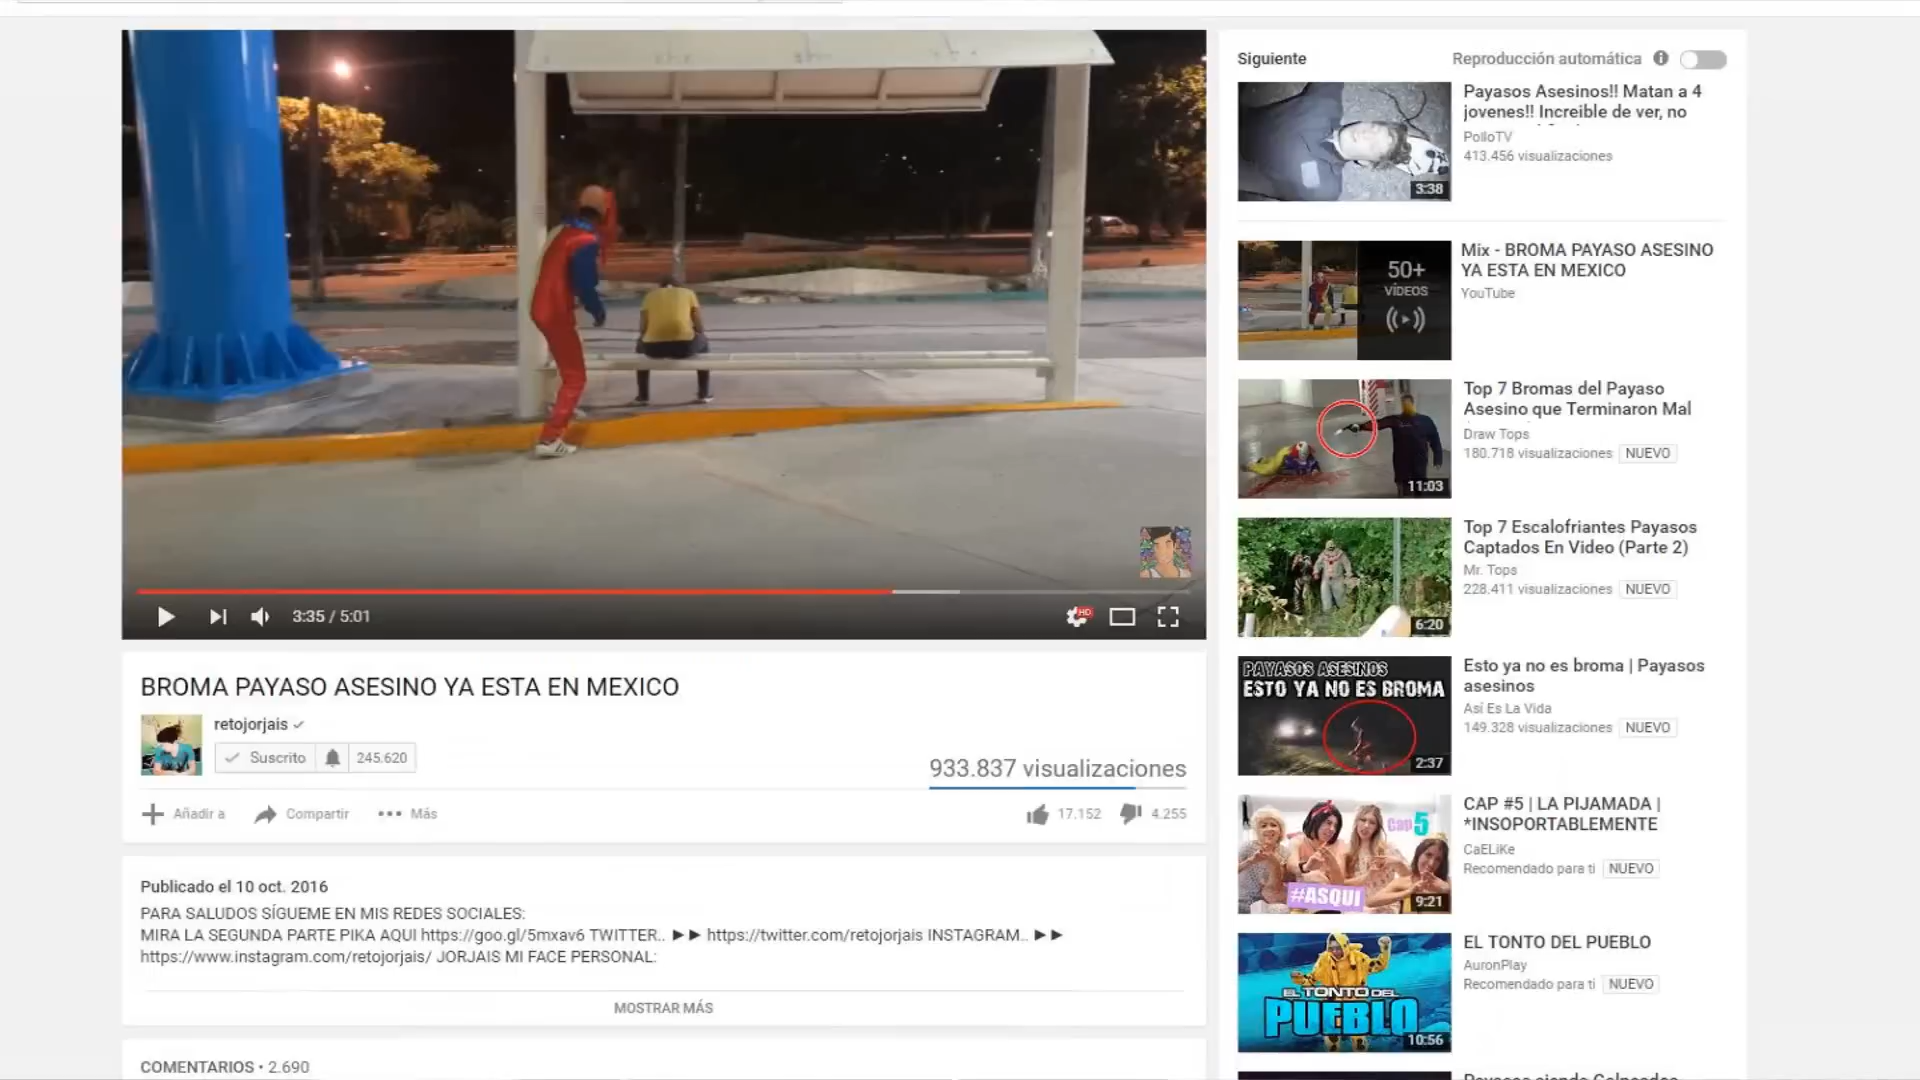 3:35 / 5:01
HD
BROMA PAYASO ASESINO YA ESTA EN MEXICO
retojorjais
Suscrito
245.620
933.837 visualizaciones
Añadir a
Compartir
Más
17.152
4.255
Publicado el 10 oct. 2016
PARA SALUDOS SÍGUEME EN MIS REDES SOCIALES:
MIRA LA SEGUNDA PARTE PIKA AQUI https://goo.gl/5mxav6 TWITTER.. ►► https://twitter.com/retojorjais INSTAGRAM.. ►►
https://www.instagram.com/retojorjais/ JORJAIS MI FACE PERSONAL:
MOSTRAR MÁS
COMENTARIOS • 2.690
Siguiente
Reproducción automática
3:38
Payasos Asesinos!! Matan a 4
jovenes!! Increible de ver, no
PolloTV
413.456 visualizaciones
50+
VÍDEOS
Mix - BROMA PAYASO ASESINO
YA ESTA EN MEXICO
YouTube
11:03
Top 7 Bromas del Payaso
Asesino que Terminaron Mal
Draw Tops
180.718 visualizaciones
NUEVO
6:20
Top 7 Escalofriantes Payasos
Captados En Video (Parte 2)
Mr. Tops
228.411 visualizaciones
NUEVO
PAYASOS ASESINOS
ESTO YA NO ES BROMA
2:37
Esto ya no es broma | Payasos
asesinos
Así Es La Vida
149.328 visualizaciones
NUEVO
Cap 5
#ASQUI
9:21
CAP #5 | LA PIJAMADA |
*INSOPORTABLEMENTE
CaELiKe
Recomendado para ti
NUEVO
EL TONTO DEL
PUEBLO
10:56
EL TONTO DEL PUEBLO
AuronPlay
Recomendado para ti
NUEVO
Payasos siendo Golpeados